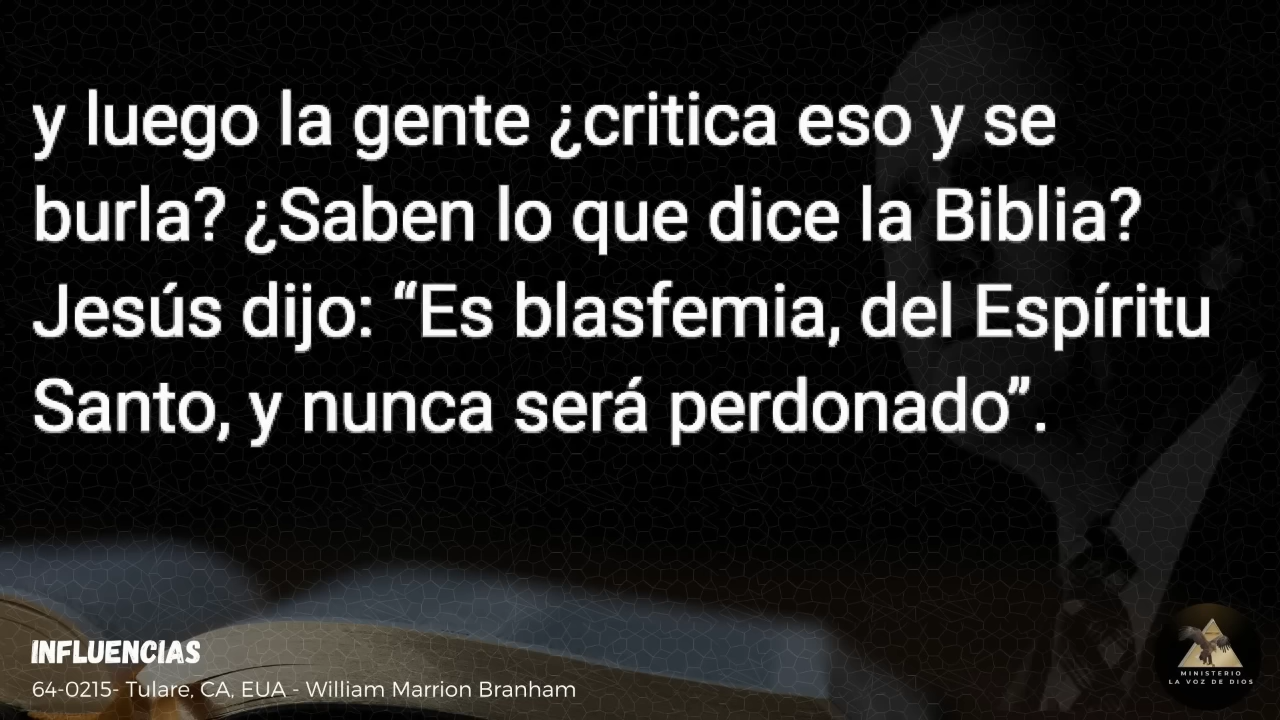 y luego la gente ¿critica eso y se
burla? ¿Saben lo que dice la Biblia?
Jesús dijo: “Es blasfemia, del Espíritu
Santo, y nunca será perdonado”.
INFLUENCIAS
64-0215- Tulare, CA, EUA - William Marrion Branham
MINISTERIO
LA VOZ DE DIOS